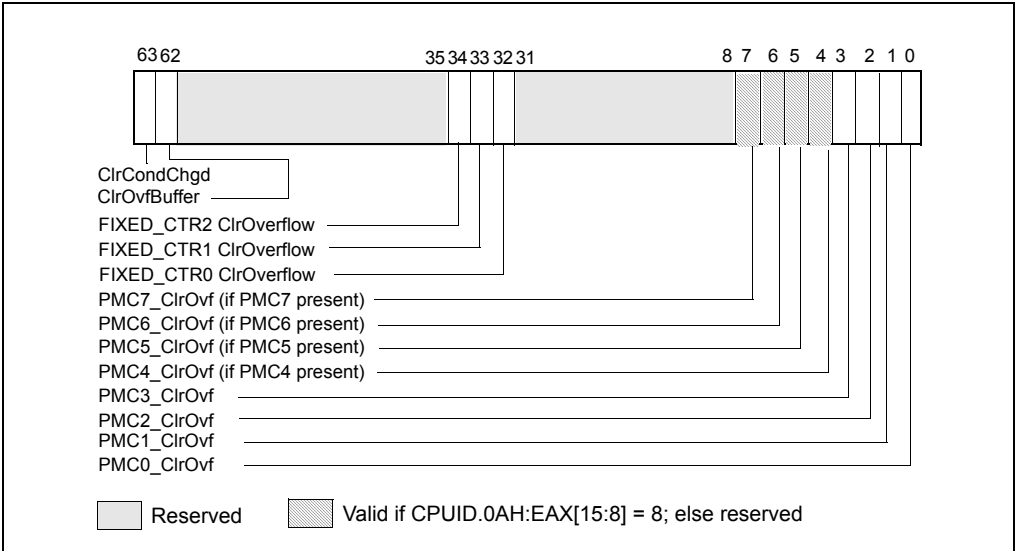 63 62 35 34 33 32 31 8 7 6 5 4 3 2 1 0
ClrCondChgd
ClrOvfBuffer
FIXED_CTR2 ClrOverflow
FIXED_CTR1 ClrOverflow
FIXED_CTR0 ClrOverflow
PMC7_ClrOvf (if PMC7 present)
PMC6_ClrOvf (if PMC6 present)
PMC5_ClrOvf (if PMC5 present)
PMC4_ClrOvf (if PMC4 present)
PMC3_ClrOvf
PMC2_ClrOvf
PMC1_ClrOvf
PMC0_ClrOvf
Reserved Valid if CPUID.0AH:EAX[15:8] = 8; else reserved